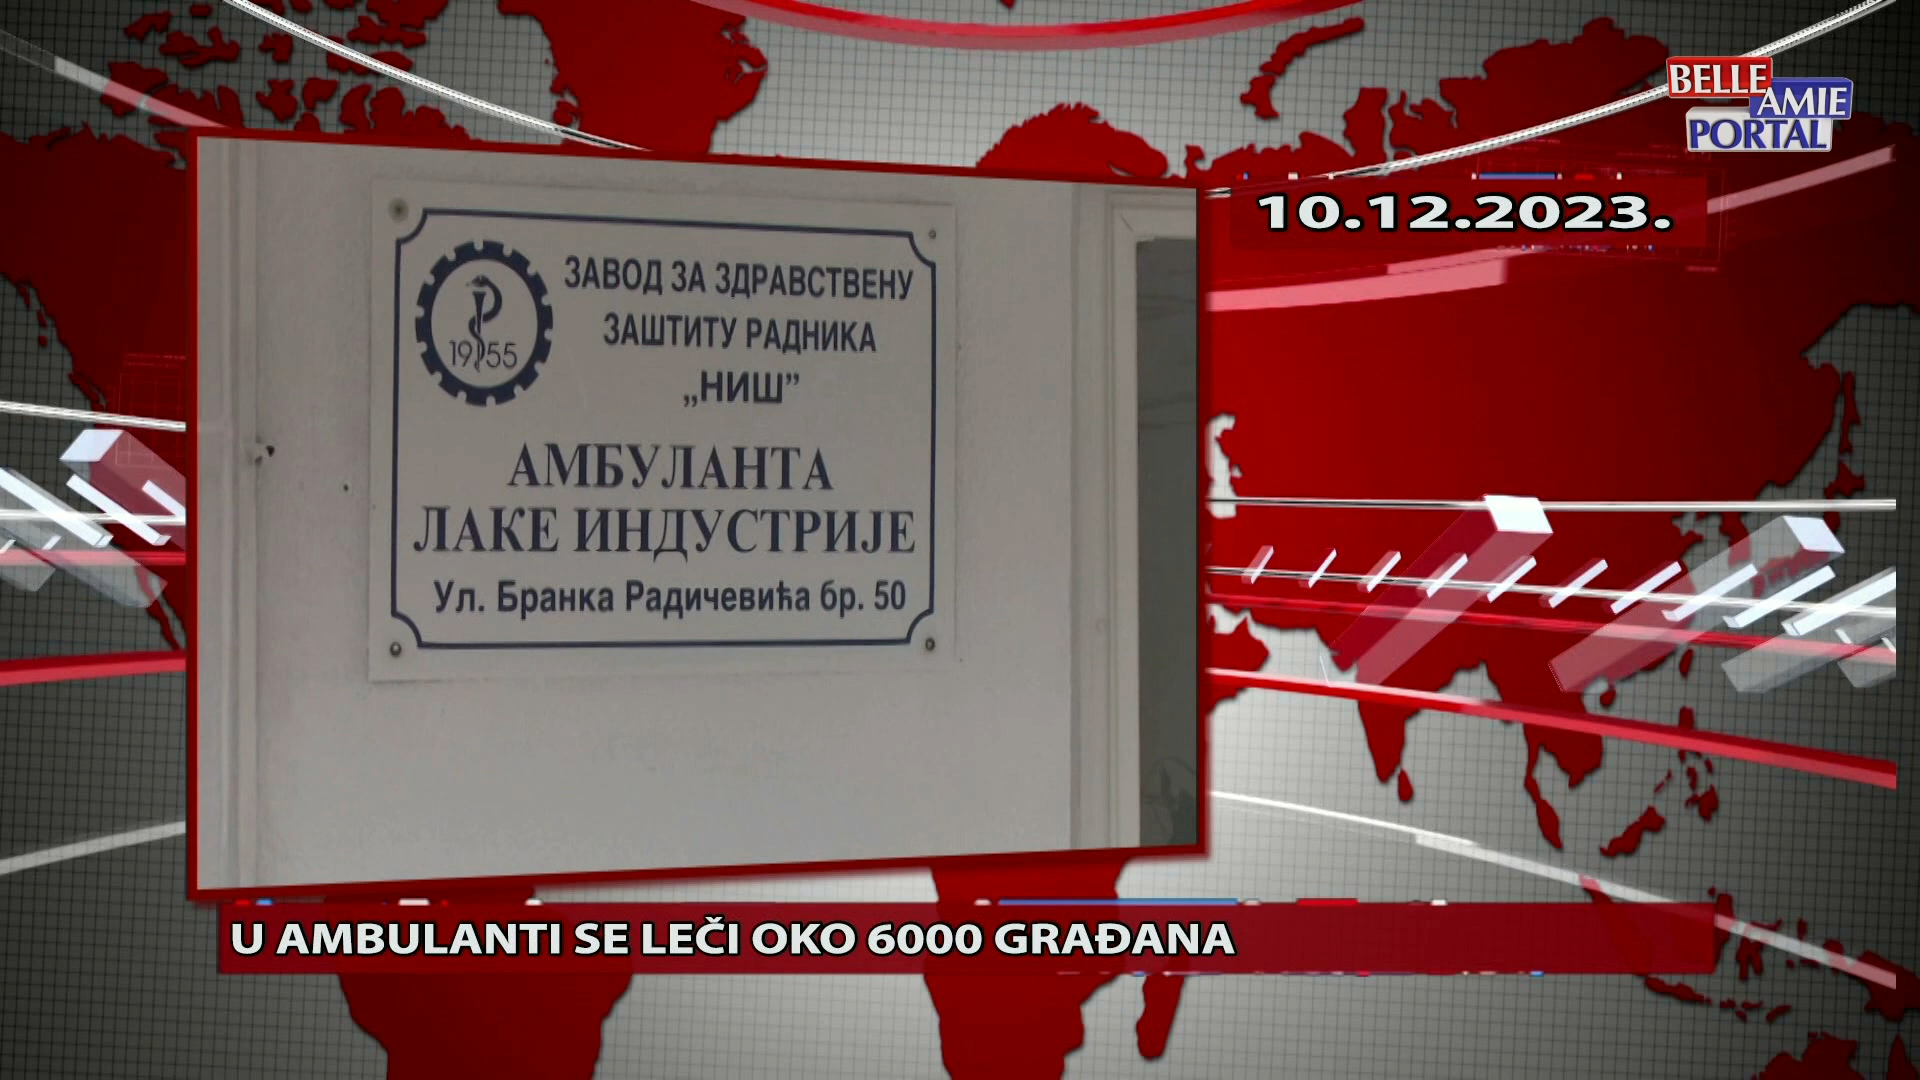 BELLE
AMIE
PORTAL
10.12.2023.
1955
ЗАВОД ЗА ЗДРАВСТВЕНУ
ЗАШТИТУ РАДНИКА
„НИШ”
АМБУЛАНТА
ЛАКЕ ИНДУСТРИЈЕ
Ул. Бранка Радичевића бр. 50
U AMBULANTI SE LEČI OKO 6000 GRAĐANA